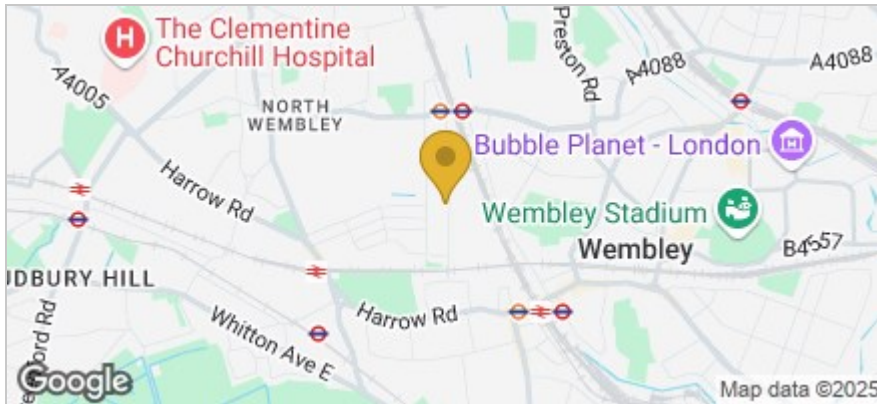 The Clementine
Churchill Hospital
A4005
NORTH
WEMBLEY
Preston Rd
A4088
A4088
Bubble Planet - London
Harrow Rd
Wembley Stadium
Wembley
B4557
UDBURY HILL
Harrow Rd
Whitton Ave E
Google
Map data ©2025